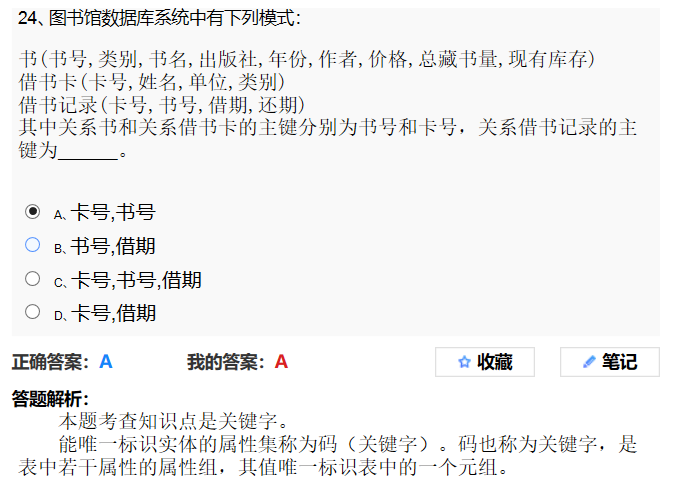 24、图书馆数据库系统中有下列模式：
书(书号,类别,书名,出版社,年份,作者,价格,总藏书量,现有库存)
借书卡(卡号,姓名,单位,类别)
借书记录(卡号,书号,借期,还期)
其中关系书和关系借书卡的主键分别为书号和卡号，关系借书记录的主
键为______。
A、卡号,书号
B、书号,借期
C、卡号,书号,借期
D、卡号,借期
正确答案：A 我的答案：A 收藏 笔记
答题解析：
本题考查知识点是关键字。
能唯一标识实体的属性集称为码（关键字）。码也称为关键字，是
表中若干属性的属性组，其值唯一标识表中的一个元组。